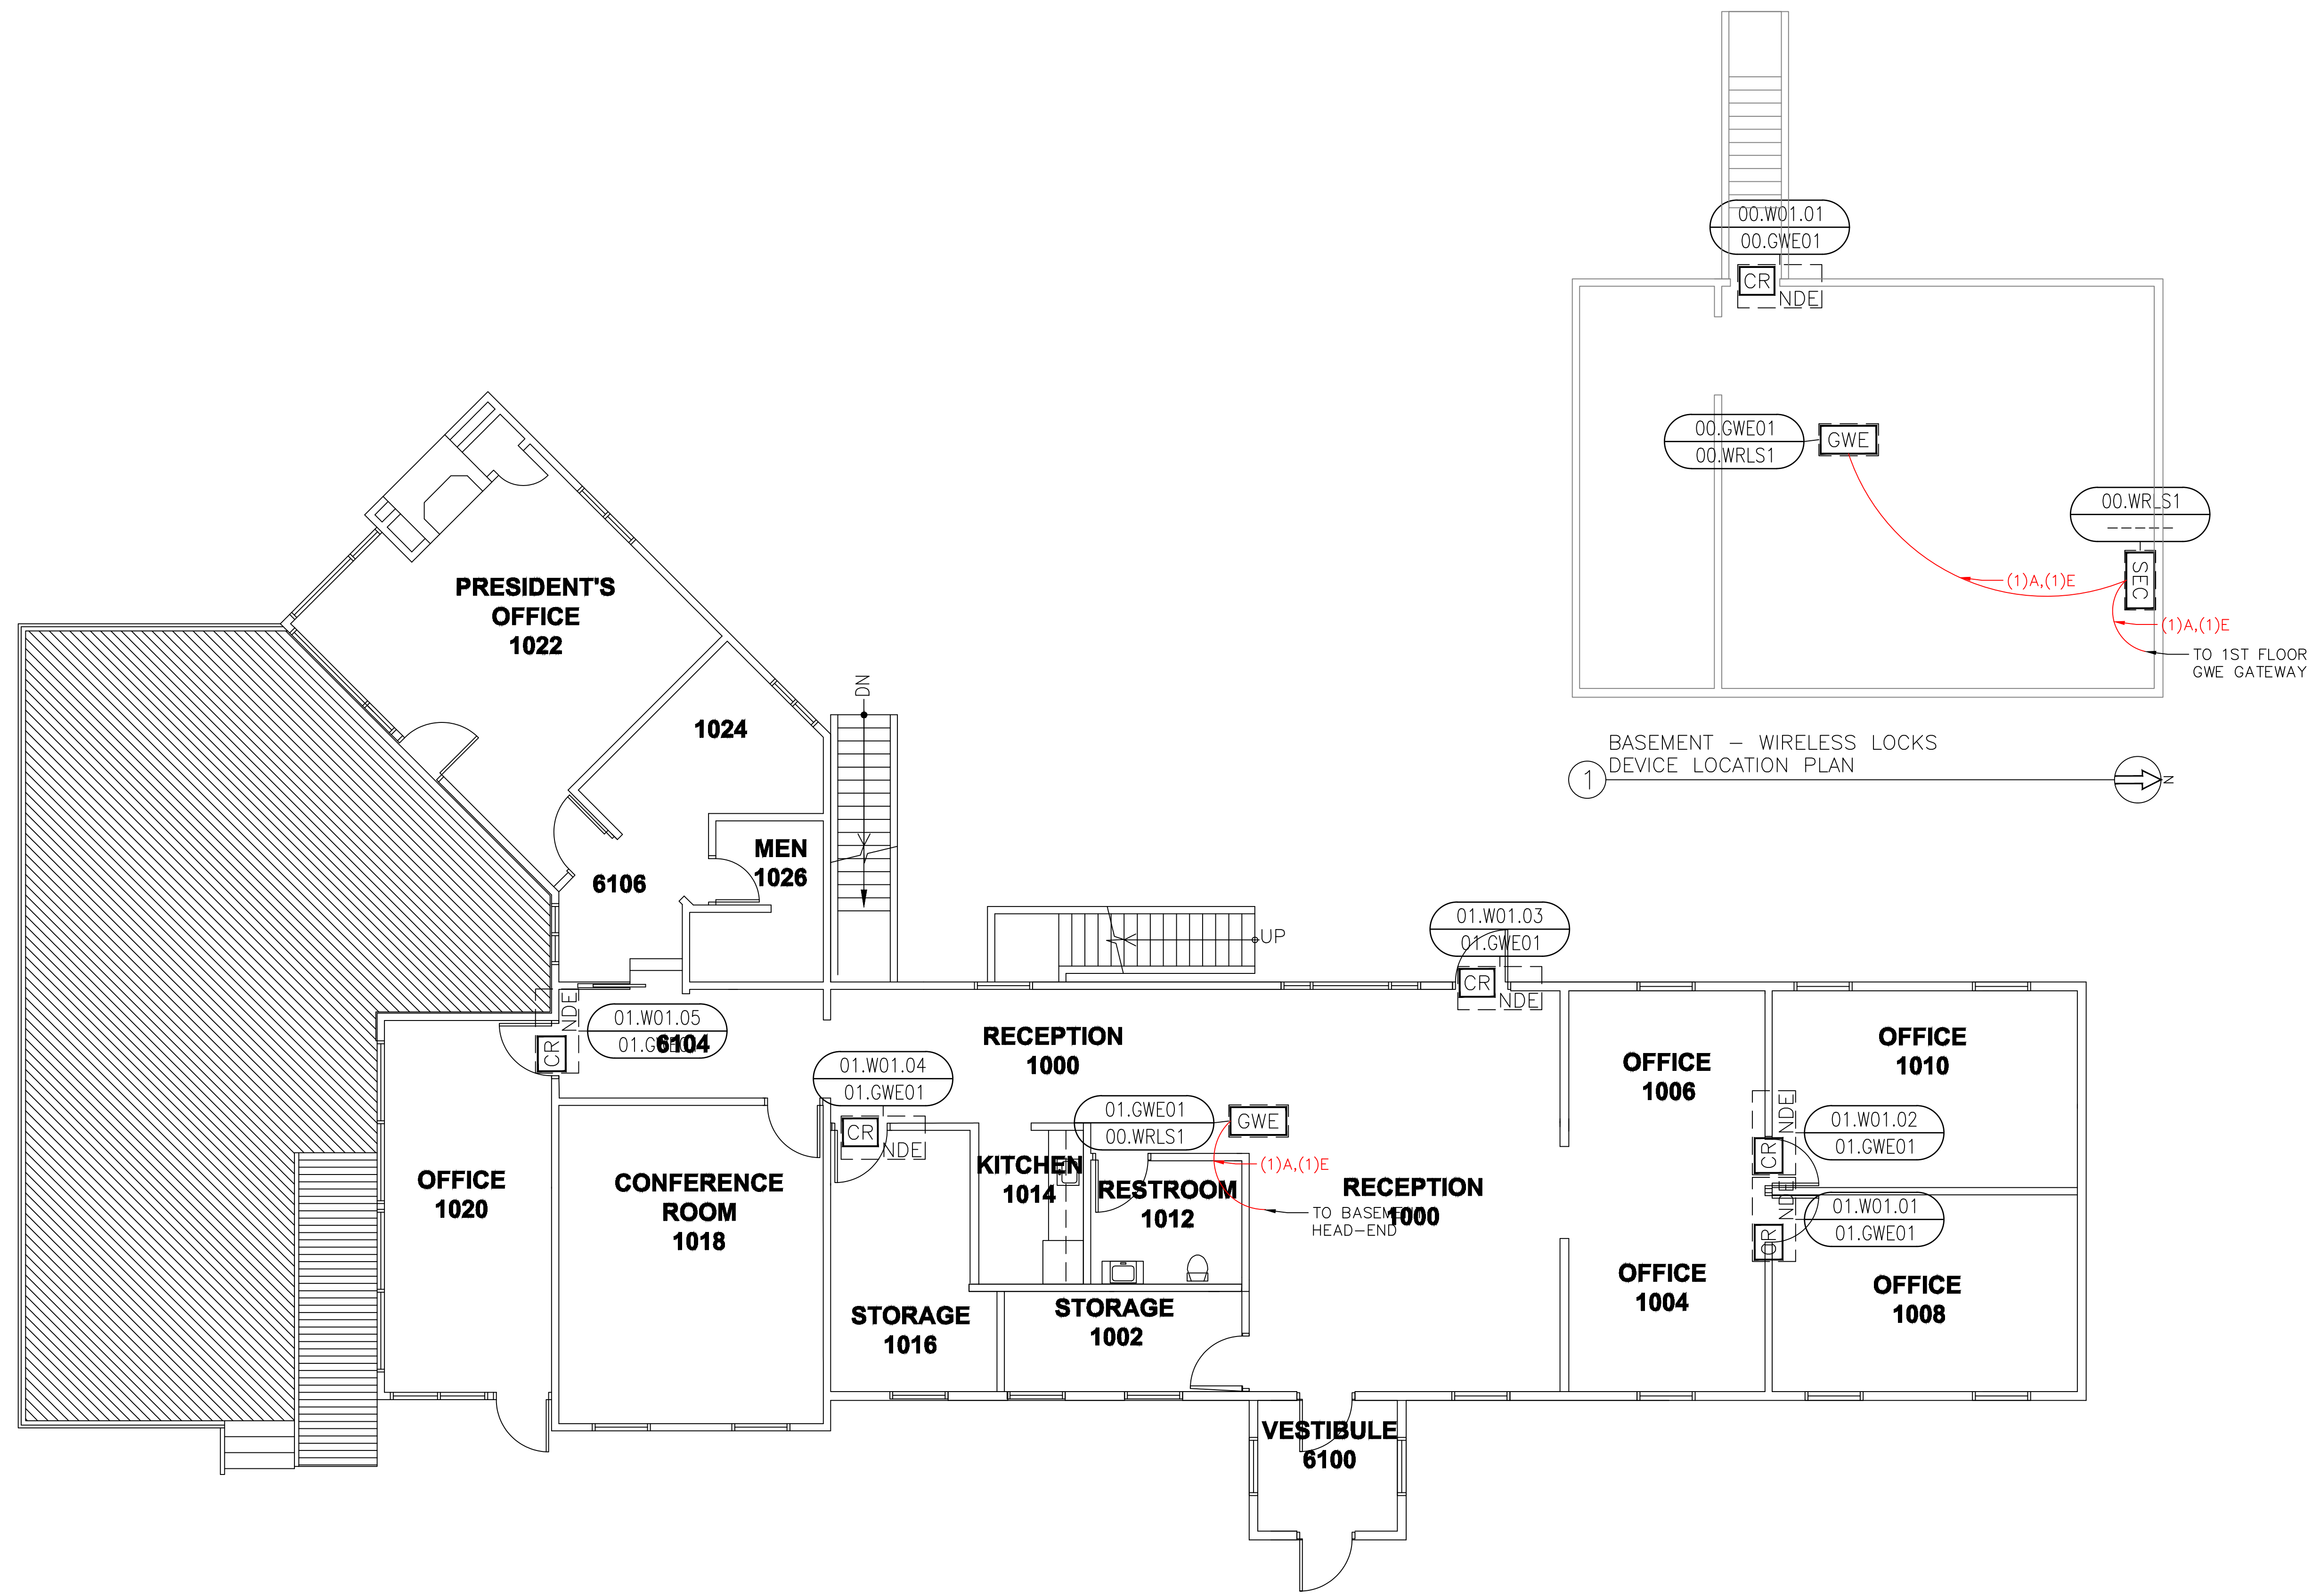 00.W01.01
00.GWE01
CR
NDE
00.GWE01
00.WRLS1
GWE
00.WRLS1
SEC
(1)A,(1)E
(1)A,(1)E
TO 1ST FLOOR
GWE GATEWAY
BASEMENT – WIRELESS LOCKS
DEVICE LOCATION PLAN
1
N
PRESIDENT'S
OFFICE
1022
1024
DN
MEN
1026
6106
UP
01.W01.03
01.GWE01
CR
NDE
NDE
CR
01.W01.05
01.GWE01
6104
RECEPTION
1000
01.W01.04
01.GWE01
CR
NDE
01.GWE01
00.WRLS1
GWE
(1)A,(1)E
TO BASEMENT
HEAD-END
OFFICE
1006
OFFICE
1010
NDE
CR
01.W01.02
01.GWE01
NDE
CR
01.W01.01
01.GWE01
OFFICE
1020
CONFERENCE
ROOM
1018
KITCHEN
1014
RESTROOM
1012
RECEPTION
1000
OFFICE
1004
OFFICE
1008
STORAGE
1016
STORAGE
1002
VESTIBULE
6100